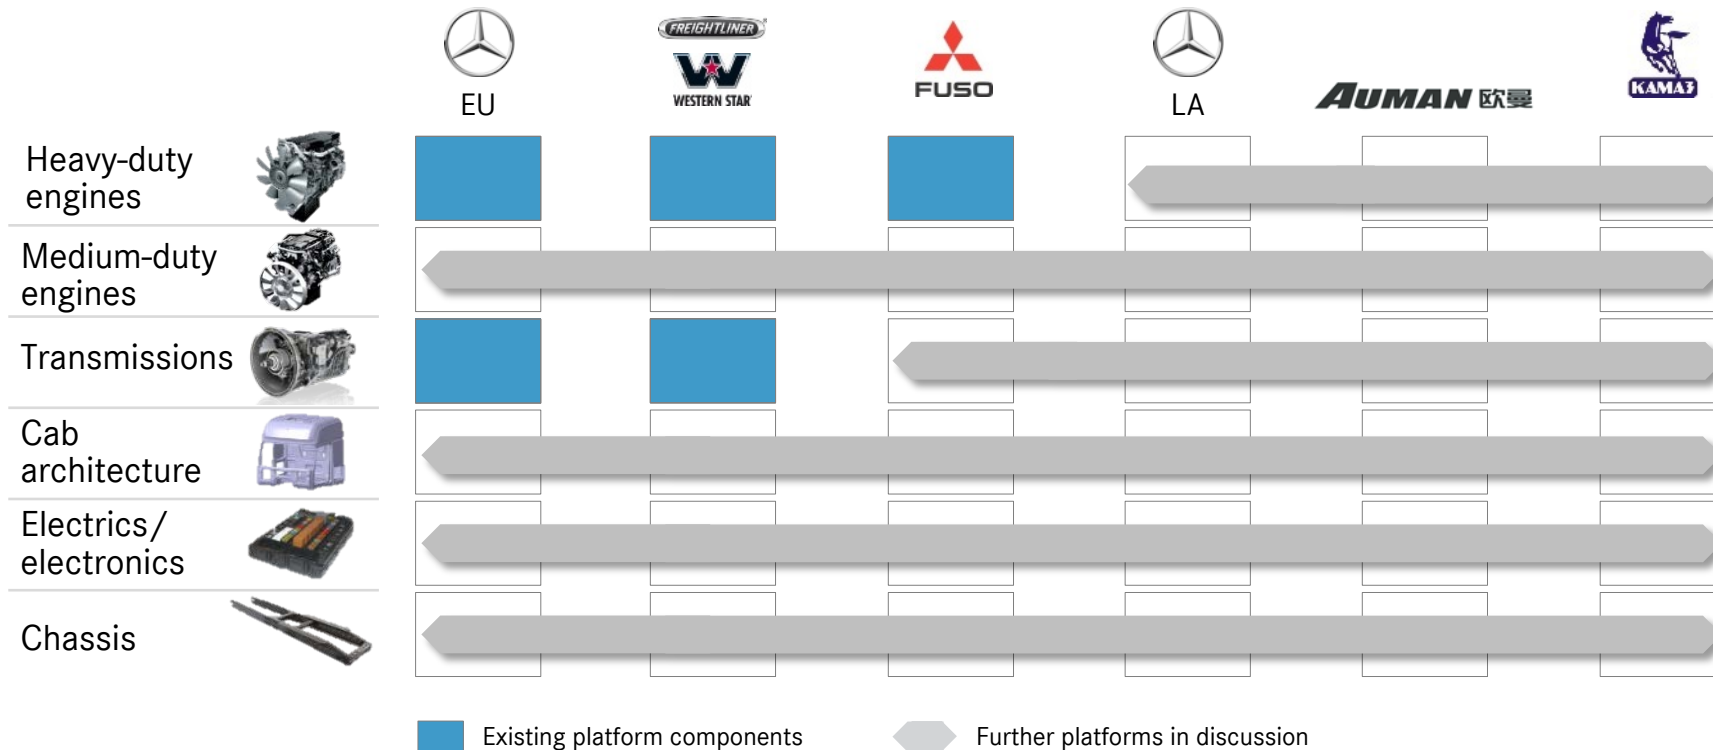 FREIGHTLINER
WESTERN STAR
FUSO
EU
LA
AUMAN 欧曼
КАМАЗ
Heavy-duty
engines
Medium-duty
engines
Transmissions
Cab
architecture
Electrics/
electronics
Chassis
Existing platform components
Further platforms in discussion